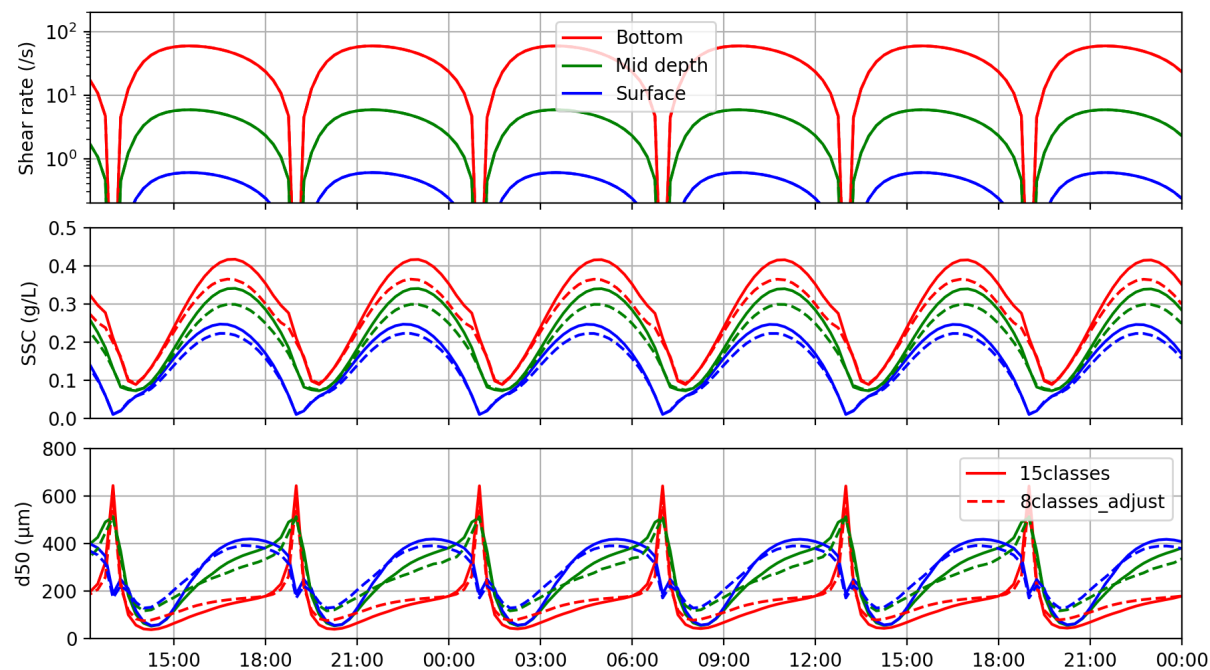 Shear rate (/s)
10²
10¹
10⁰
Bottom
Mid depth
Surface
SSC (g/L)
0.5
0.4
0.3
0.2
0.1
0.0
d50 (µm)
800
600
400
200
0
15classes
8classes_adjust
15:00 18:00 21:00 00:00 03:00 06:00 09:00 12:00 15:00 18:00 21:00 00:00